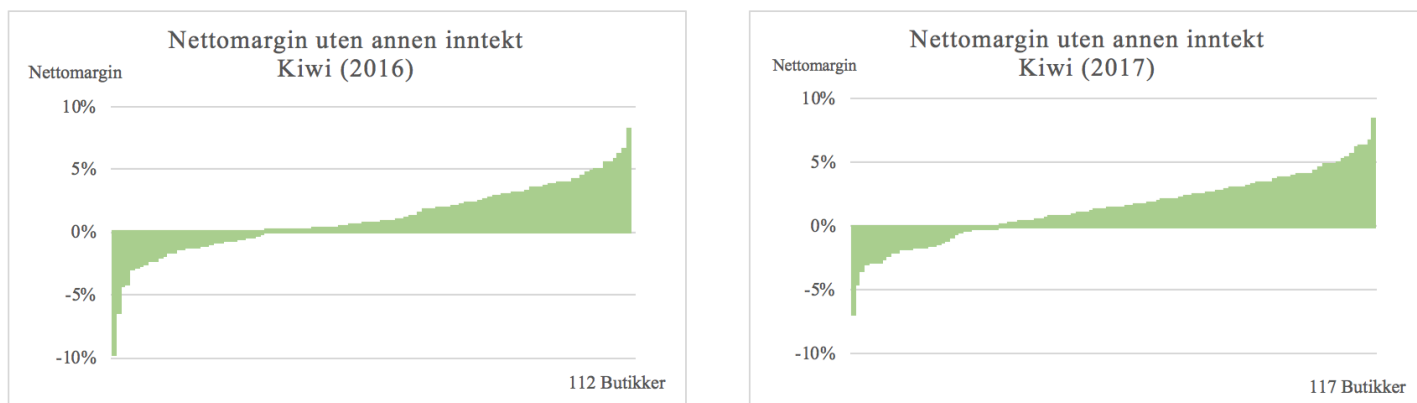 Nettomargin uten annen inntekt
Kiwi (2016)
Nettomargin
10%
5%
0%
-5%
-10%
112 Butikker
Nettomargin uten annen inntekt
Kiwi (2017)
Nettomargin
10%
5%
0%
-5%
-10%
117 Butikker